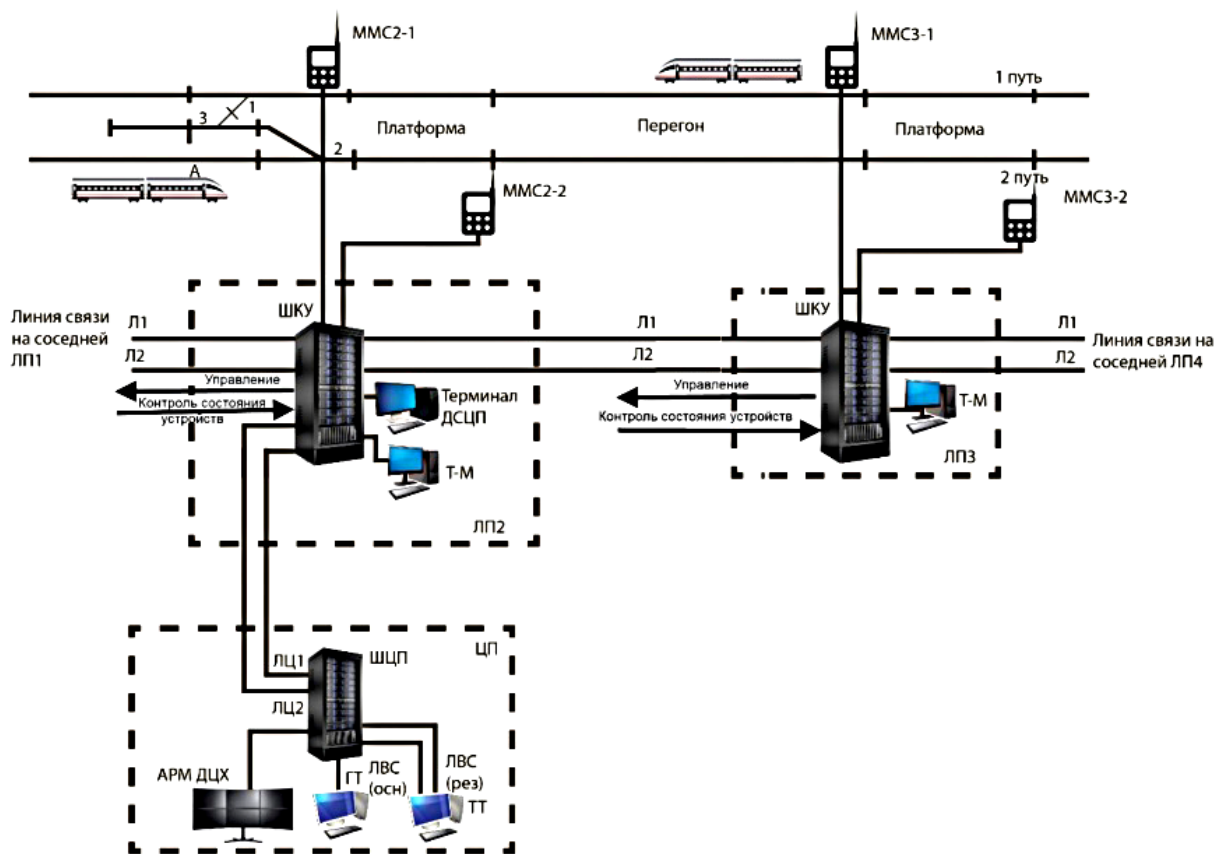 ММС2-1
ММС3-1
1 путь
1
3
Платформа
Перегон
Платформа
2
А
2 путь
ММС2-2
ММС3-2
ШКУ
ШКУ
Линия связи
на соседней
ЛП1
Л1
Л1
Л1
Л2
Л2
Л2
Линия связи на
соседней ЛП4
Управление
Контроль состояния
устройств
Терминал
ДСЦП
Т-М
ЛП2
Управление
Контроль состояния устройств
Т-М
ЛП3
ЦП
ЛЦ1
ШЦП
ЛЦ2
АРМ ДЦХ
ГТ
ЛВС
(осн)
ЛВС
(рез)
ТТ